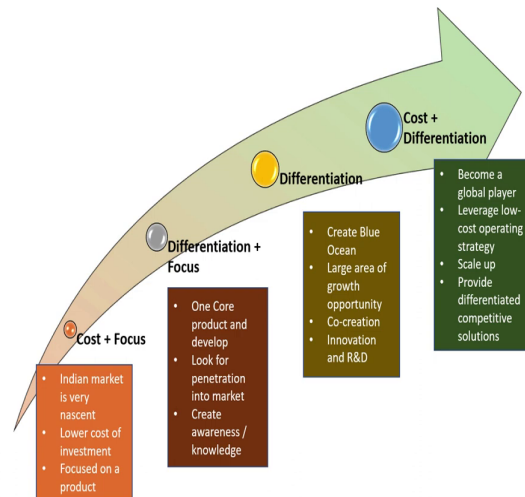 Cost +
Differentiation
Differentiation
Differentiation +
Focus
Cost + Focus
• Become a
global player
• Leverage low-
cost operating
strategy
• Scale up
• Provide
differentiated
competitive
solutions
• Create Blue
Ocean
• Large area of
growth
opportunity
• Co-creation
• Innovation
and R&D
• One Core
product and
develop
• Look for
penetration
into market
• Create
awareness /
knowledge
• Indian market
is very
nascent
• Lower cost of
investment
• Focused on a
product